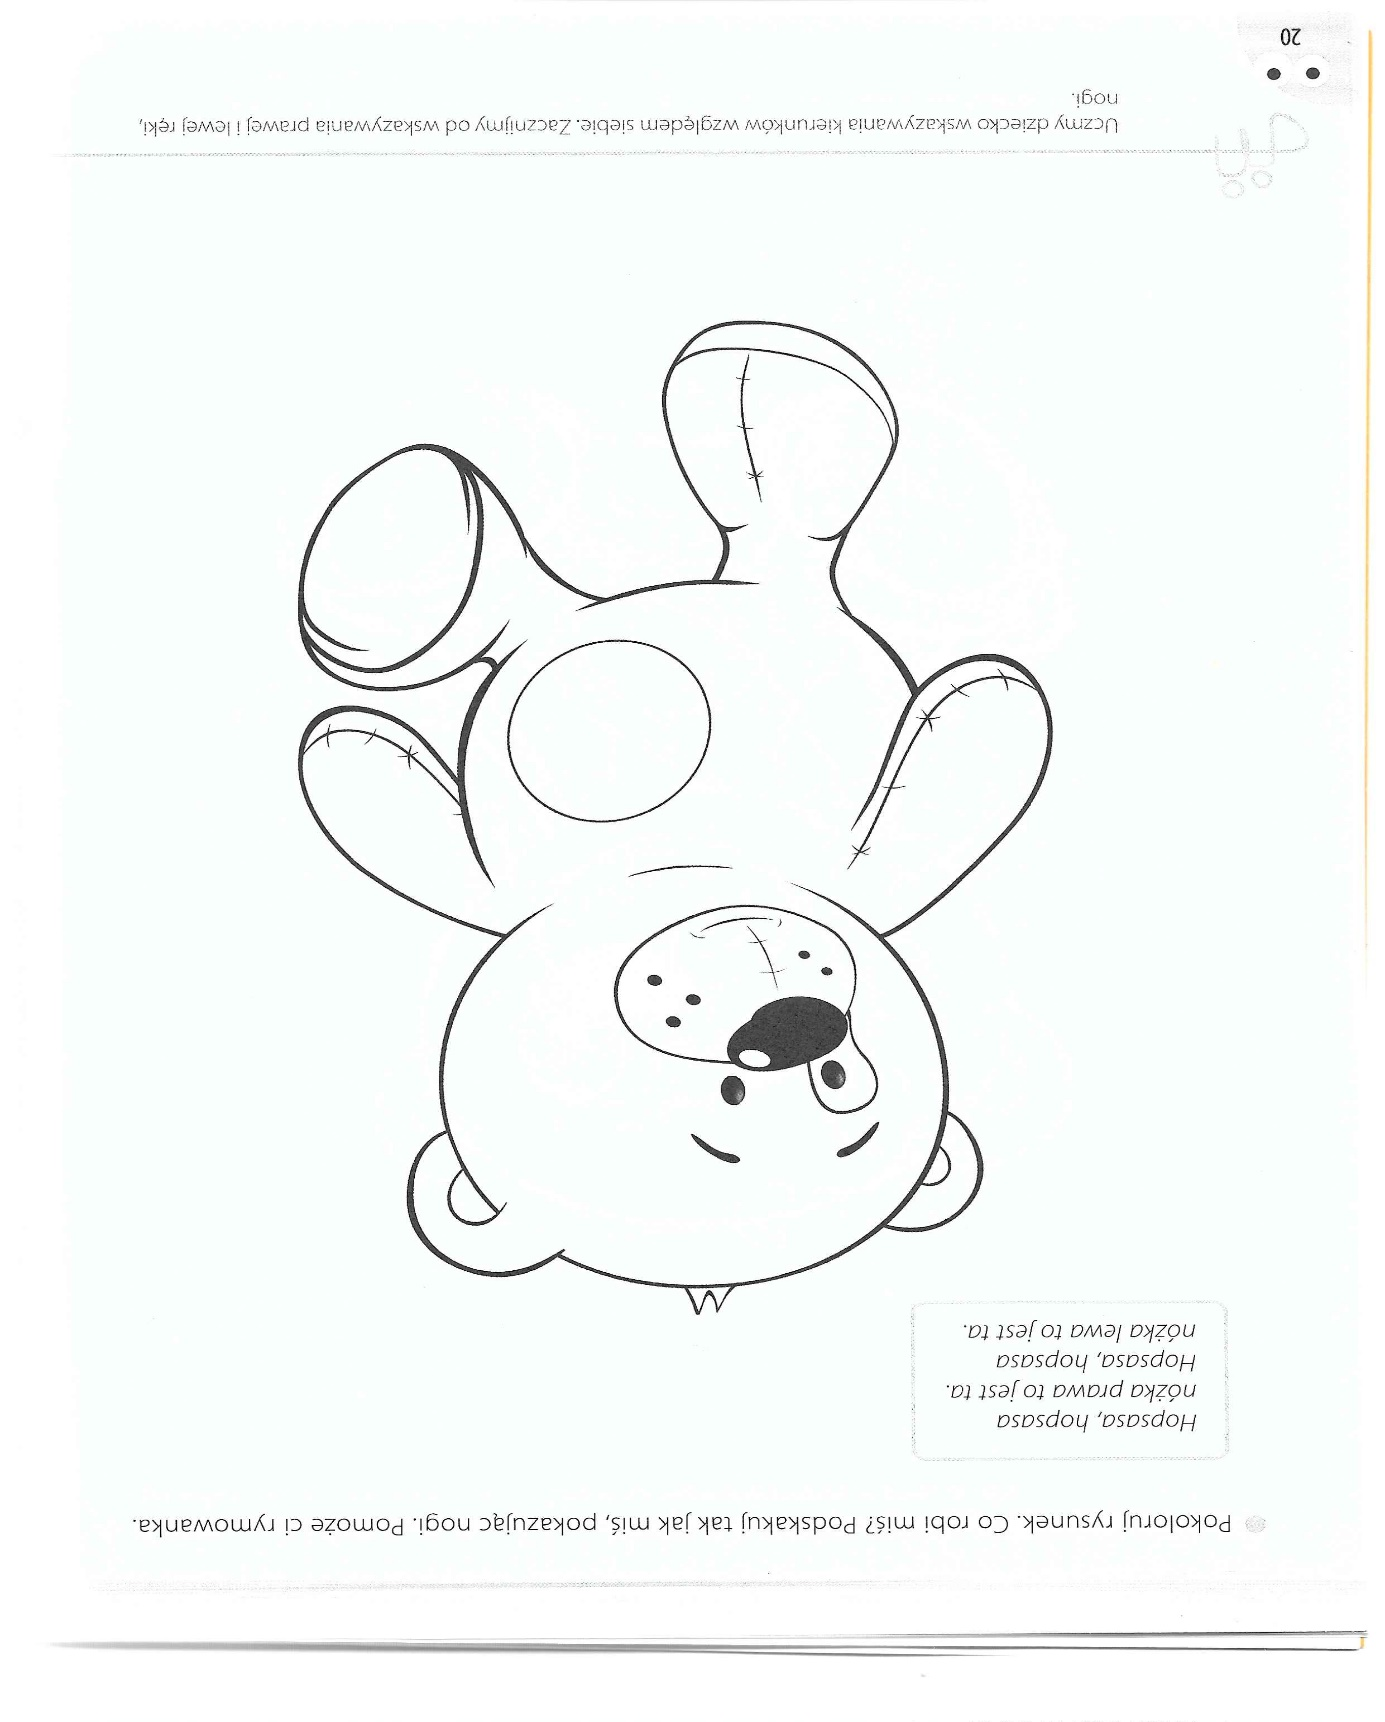 Pokoloruj rysunek. Co robi miś? Podskakuj tak jak miś, pokazując nogi. Pomoże ci rymowanka.
Hopsasa, hopsasa
nóżka prawa to jest ta.
Hopsasa, hopsasa
nóżka lewa to jest ta.
Uczmy dziecko wskazywania kierunków względem siebie. Zacznijmy od wskazywania prawej i lewej ręki,
nogi.
20